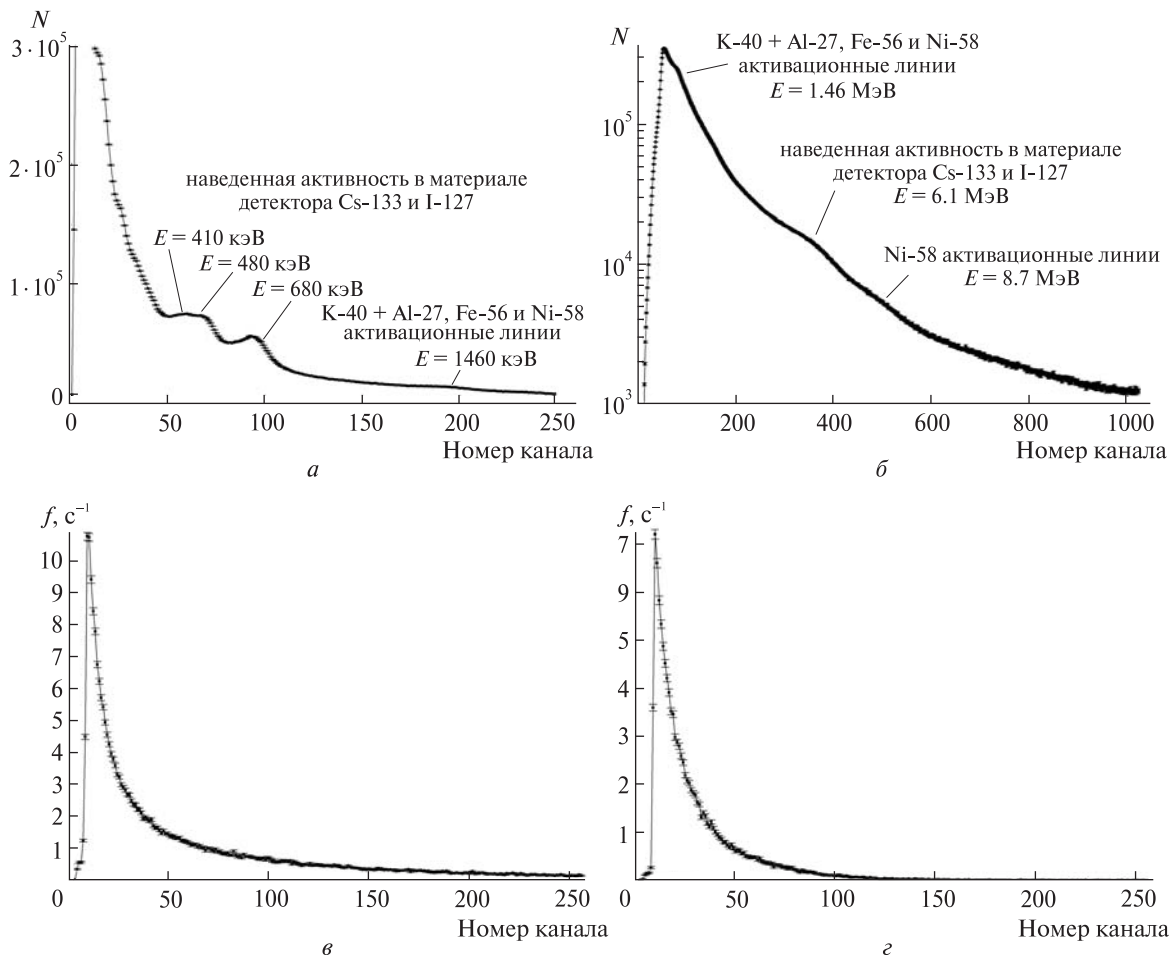 N
3·10⁵
2·10⁵
1·10⁵
0
наведенная активность в материале
детектора Cs-133 и I-127
E = 410 кэВ
E = 480 кэВ
E = 680 кэВ
K-40 + Al-27, Fe-56 и Ni-58
активационные линии
E = 1460 кэВ
0 50 100 150 200 250
Номер канала
а
N
10⁵
10⁴
10³
K-40 + Al-27, Fe-56 и Ni-58
активационные линии
E = 1.46 МэВ
наведенная активность в материале
детектора Cs-133 и I-127
E = 6.1 МэВ
Ni-58 активационные линии
E = 8.7 МэВ
200 400 600 800 1000
Номер канала
б
f, с⁻¹
10
9
8
7
6
5
4
3
2
1
0 50 100 150 200 250
Номер канала
в
f, с⁻¹
7
9
5
4
3
2
1
0 50 100 150 200 250
Номер канала
г